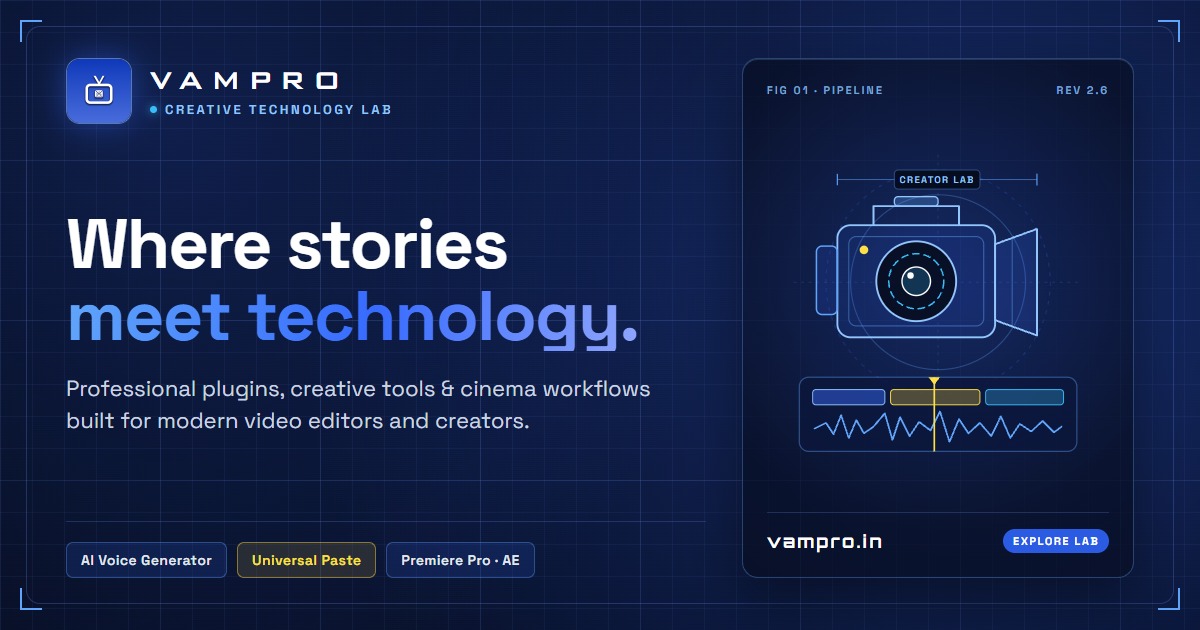 VAMPRO
CREATIVE TECHNOLOGY LAB
Where stories
meet technology.
Professional plugins, creative tools & cinema workflows
built for modern video editors and creators.
AI Voice Generator
Universal Paste
Premiere Pro · AE
FIG 01 · PIPELINE
REV 2.6
CREATOR LAB
vampro.in
EXPLORE LAB